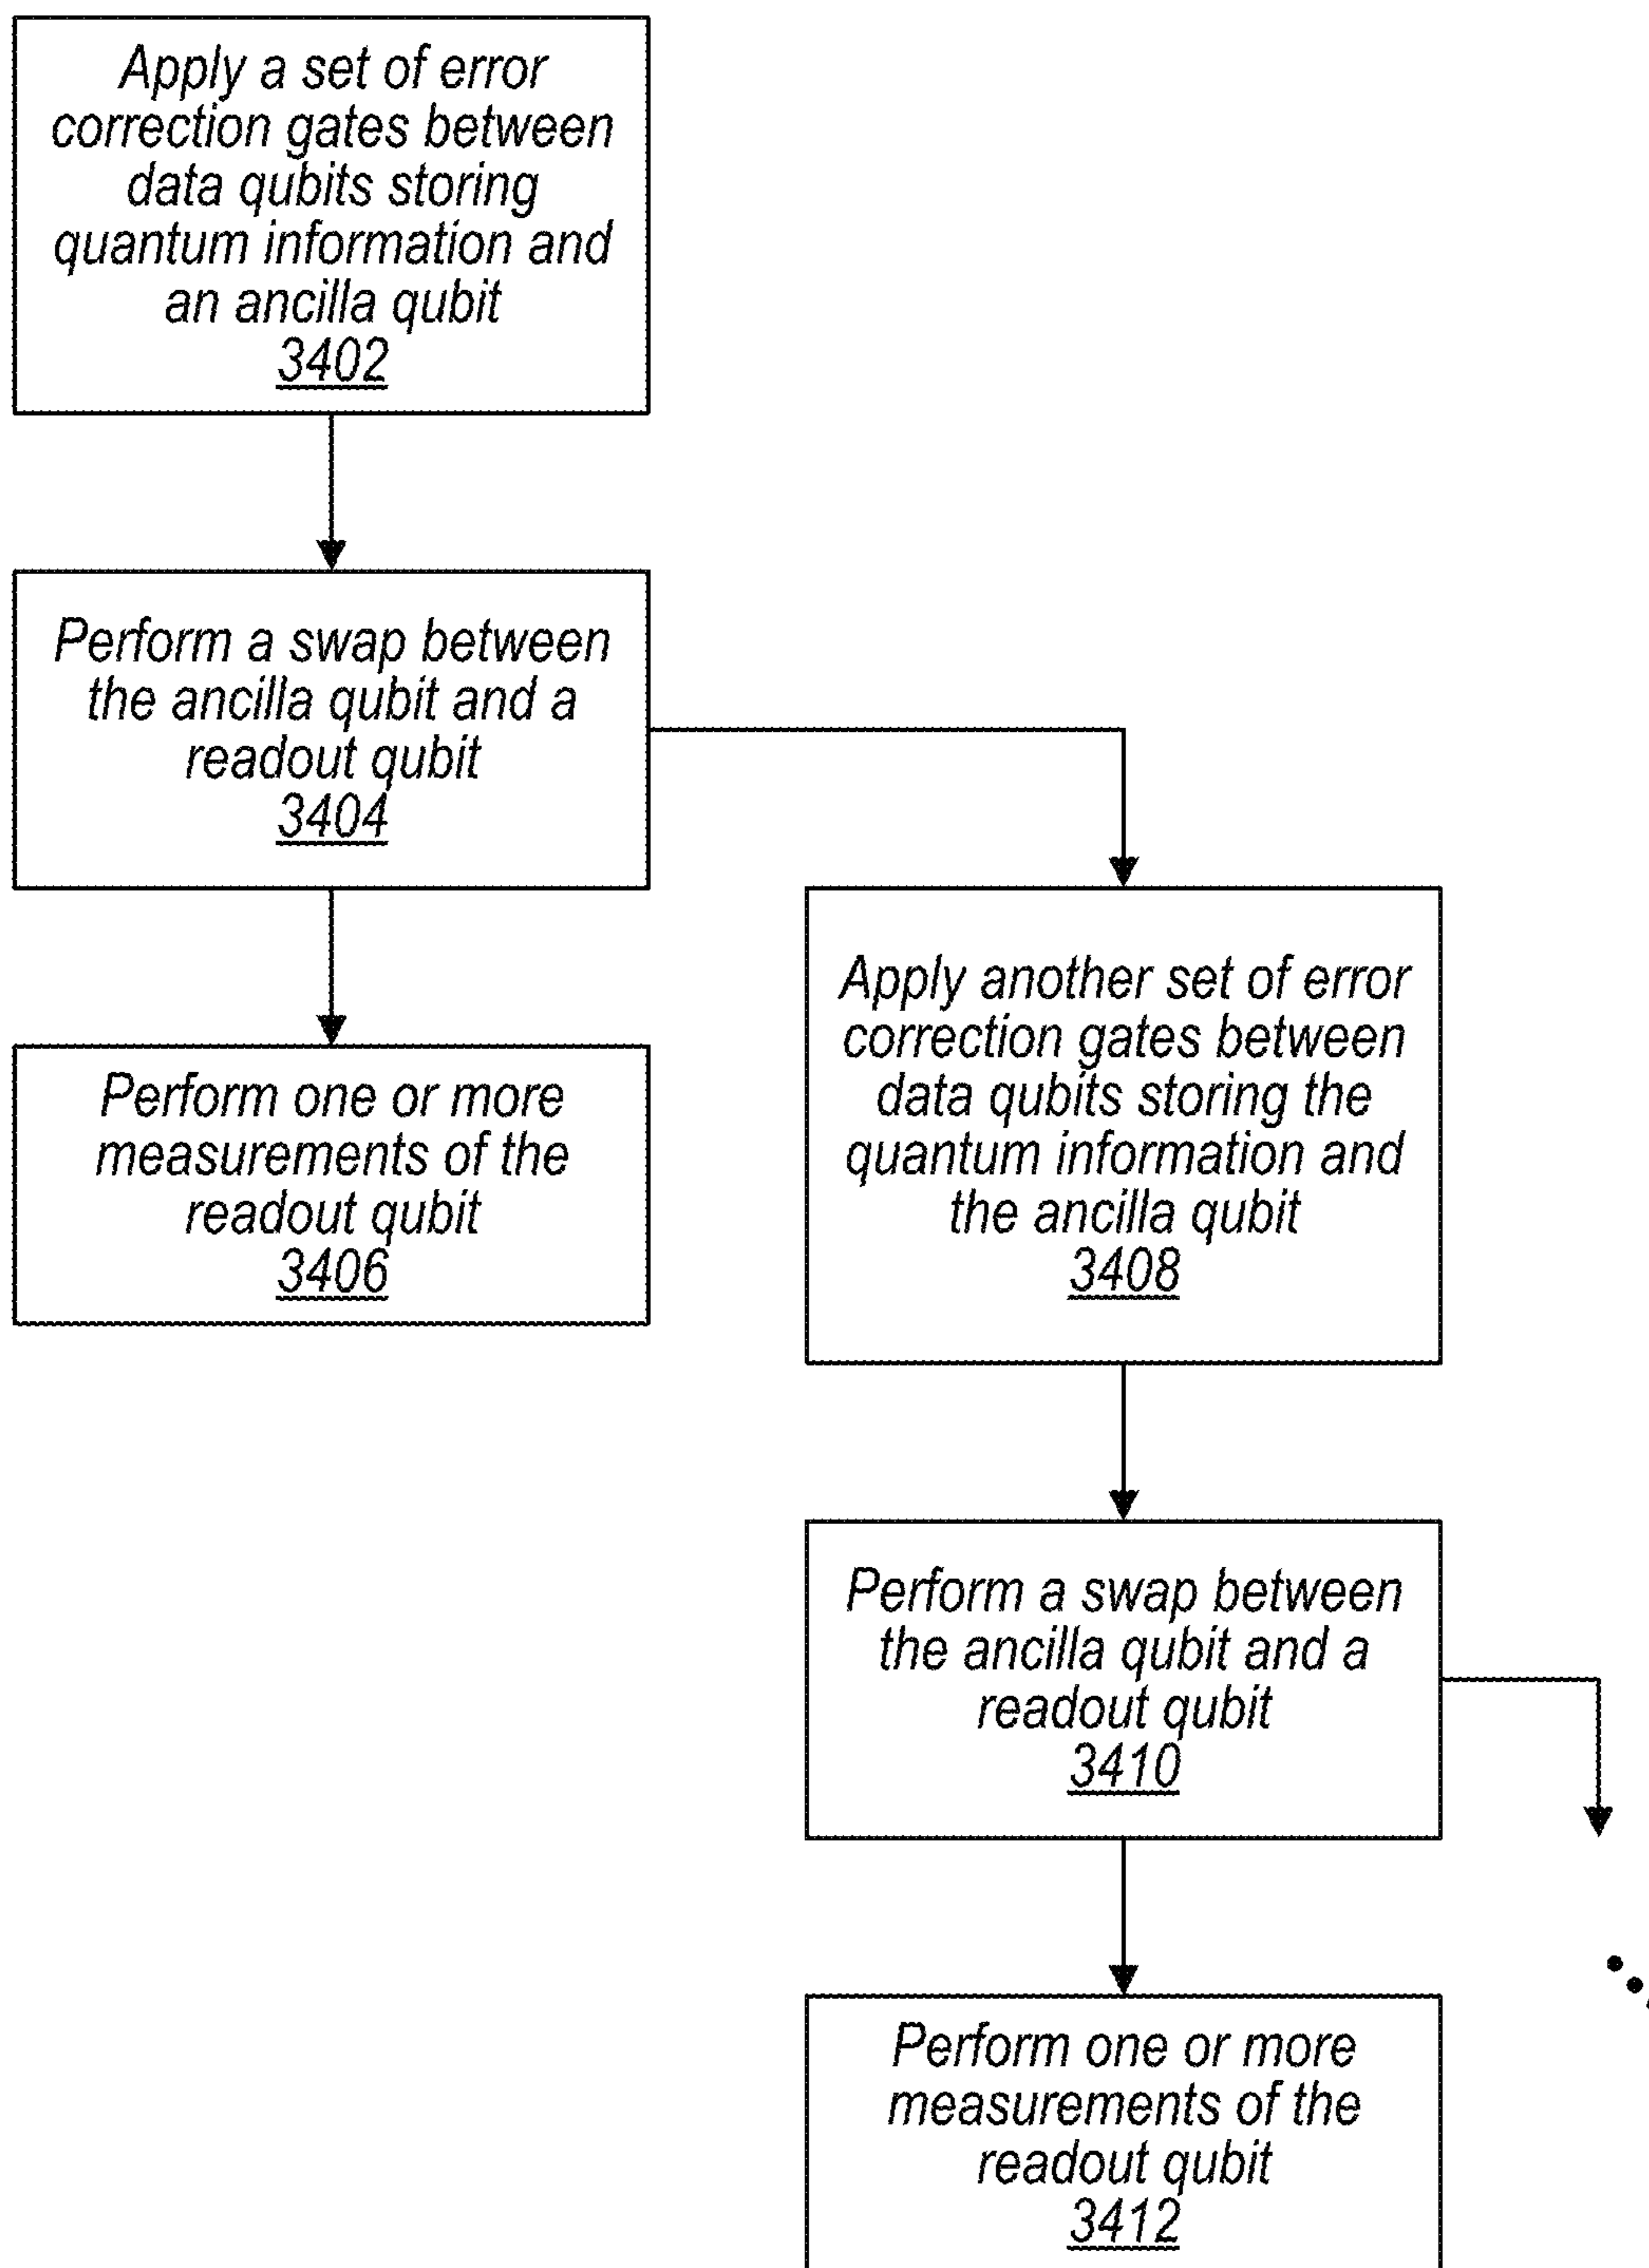 Apply a set of error
correction gates between
data qubits storing
quantum information and
an ancilla qubit
3402
Perform a swap between
the ancilla qubit and a
readout qubit
3404
Perform one or more
measurements of the
readout qubit
3406
Apply another set of error
correction gates between
data qubits storing the
quantum information and
the ancilla qubit
3408
Perform a swap between
the ancilla qubit and a
readout qubit
3410
Perform one or more
measurements of the
readout qubit
3412